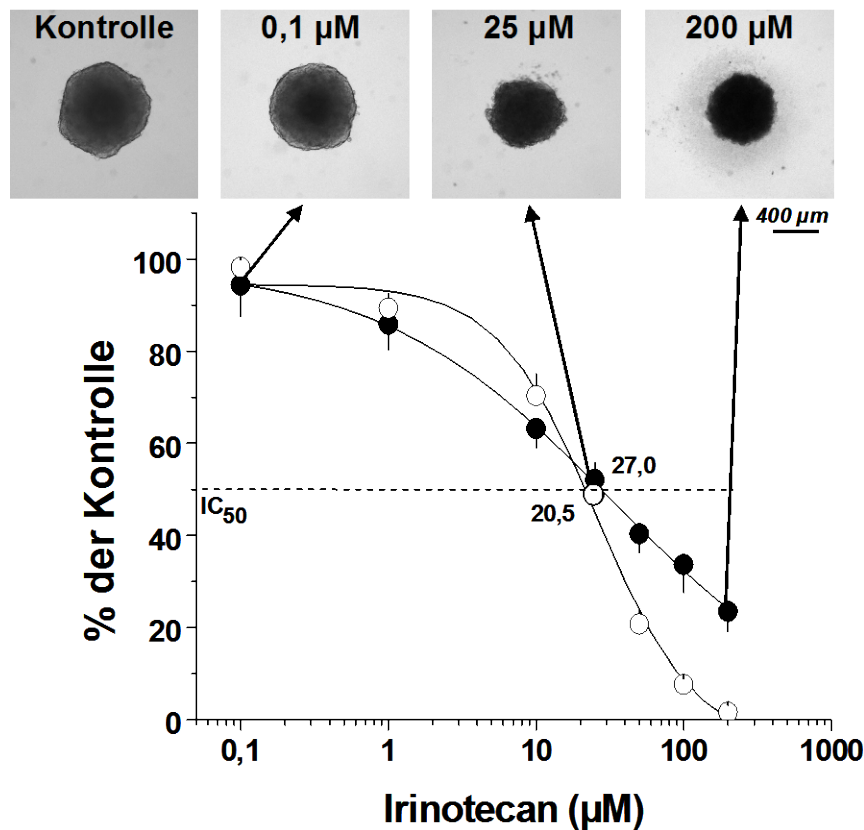 Kontrolle
0,1 µM
25 µM
200 µM
400 µm
% der Kontrolle
100
80
60
40
20
0
27,0
20,5
IC50
0,1
1
10
100
1000
Irinotecan (µM)